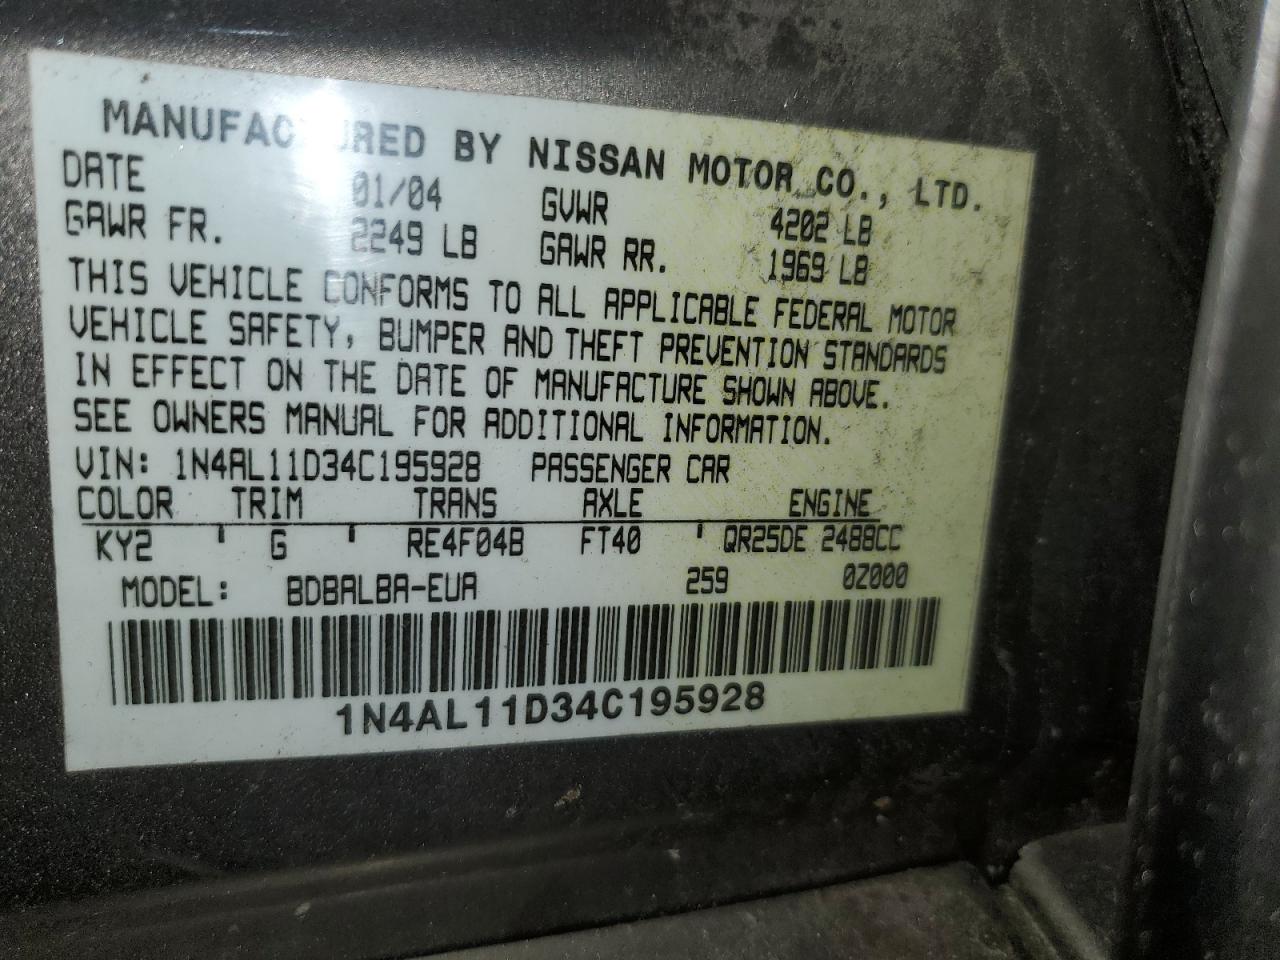 MANUFACTURED BY NISSAN MOTOR CO., LTD.
DATE 01/04 GVWR 4202 LB
GAWR FR. 2249 LB GAWR RR. 1969 LB
THIS VEHICLE CONFORMS TO ALL APPLICABLE FEDERAL MOTOR
VEHICLE SAFETY, BUMPER AND THEFT PREVENTION STANDARDS
IN EFFECT ON THE DATE OF MANUFACTURE SHOWN ABOVE.
SEE OWNERS MANUAL FOR ADDITIONAL INFORMATION.
VIN: 1N4AL11D34C195928 PASSENGER CAR
COLOR TRIM TRANS AXLE ENGINE
KY2 ' G ' RE4F04B FT40 ' QR25DE 2488CC
MODEL: BDBALBA-EUA 259 0Z000
1N4AL11D34C195928